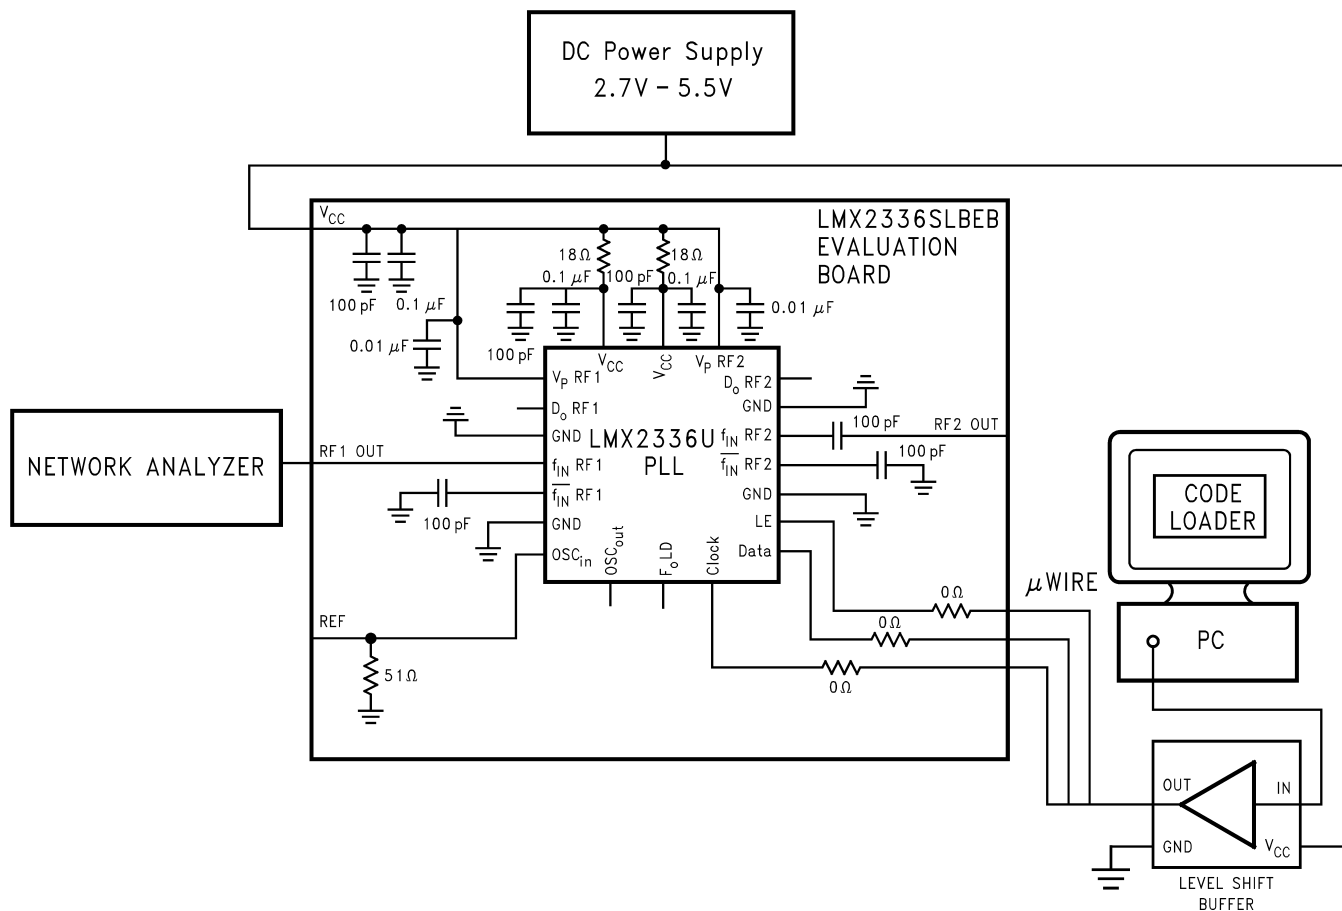 DC Power Supply
2.7V – 5.5V
V_CC
LMX2336SLBEB
EVALUATION
BOARD
18Ω
18Ω
0.1 μF
100 pF
0.1 μF
100 pF
0.1 μF
0.01 μF
0.01 μF
100 pF
V_CC
V_CC
V_P RF2
V_P RF1
D_o RF2
D_o RF1
GND
100 pF
GND
LMX2336U
PLL
f_IN RF2
RF2 OUT
NETWORK ANALYZER
RF1 OUT
f_IN RF1
f_IN RF2
100 pF
f_IN RF1
GND
100 pF
GND
LE
OSC_in
OSC_out
F_oLD
Clock
Data
CODE
LOADER
μWIRE
0Ω
0Ω
0Ω
REF
51Ω
PC
OUT
IN
GND
V_CC
LEVEL SHIFT
BUFFER